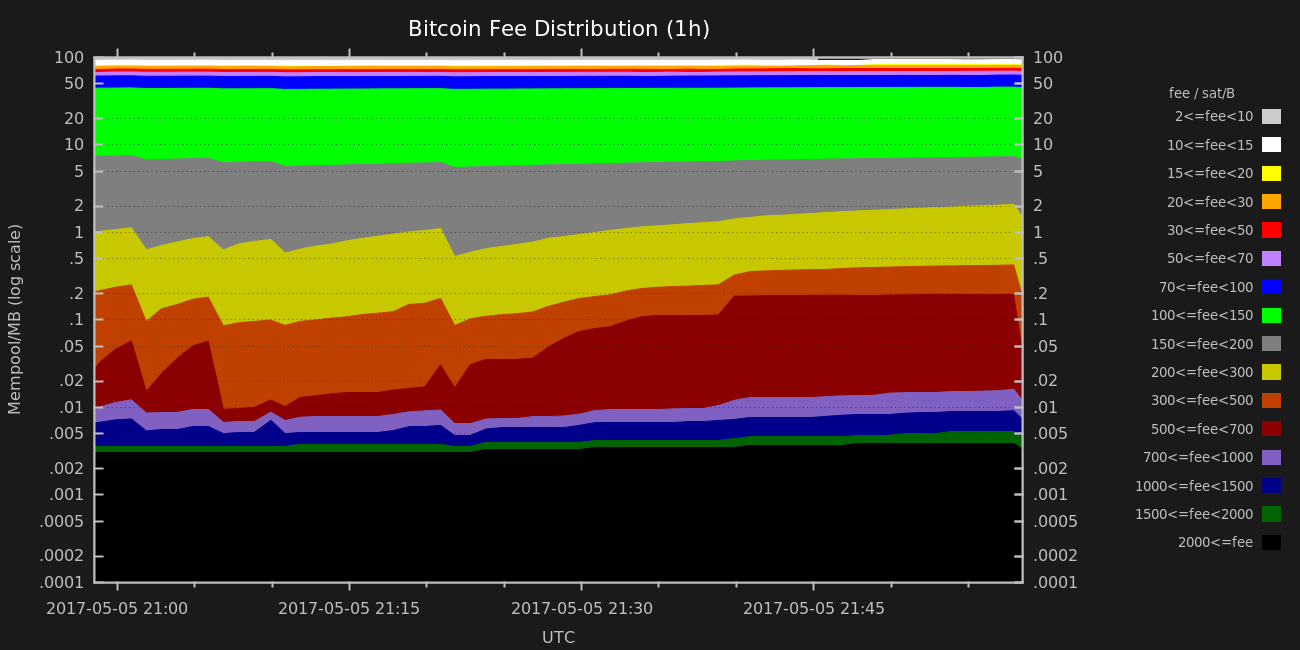 Bitcoin Fee Distribution (1h)
Mempool/MB (log scale)
100
50
20
10
5
2
1
.5
.2
.1
.05
.02
.01
.005
.002
.001
.0005
.0002
.0001
100
50
20
10
5
2
1
.5
.2
.1
.05
.02
.01
.005
.002
.001
.0005
.0002
.0001
2017-05-05 21:00
2017-05-05 21:15
2017-05-05 21:30
2017-05-05 21:45
UTC
fee / sat/B
2<=fee<10
10<=fee<15
15<=fee<20
20<=fee<30
30<=fee<50
50<=fee<70
70<=fee<100
100<=fee<150
150<=fee<200
200<=fee<300
300<=fee<500
500<=fee<700
700<=fee<1000
1000<=fee<1500
1500<=fee<2000
2000<=fee